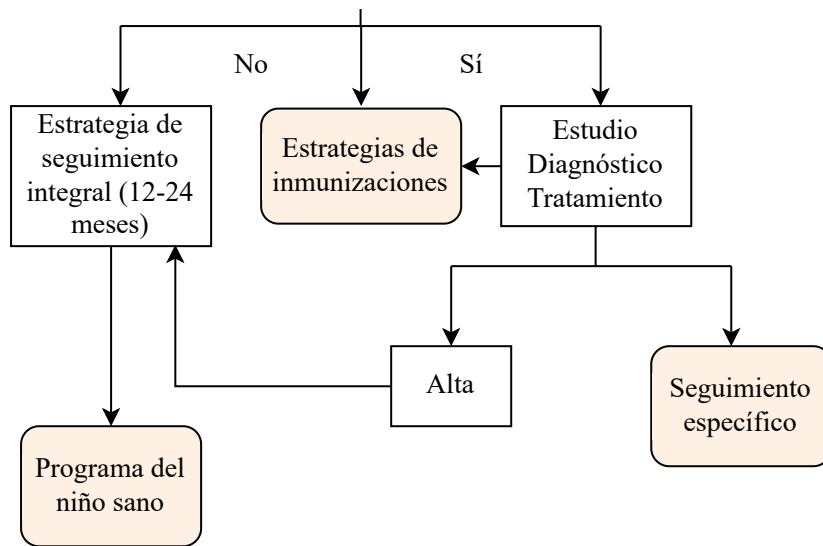 No
Sí
Estrategia de
seguimiento
integral (12-24
meses)
Estrategias de
inmunizaciones
Estudio
Diagnóstico
Tratamiento
Alta
Seguimiento
específico
Programa del
niño sano